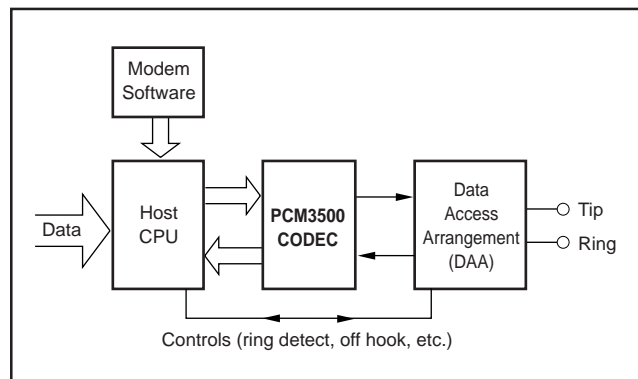 Modem
Software
Data
Host
CPU
PCM3500
CODEC
Data
Access
Arrangement
(DAA)
Tip
Ring
Controls (ring detect, off hook, etc.)